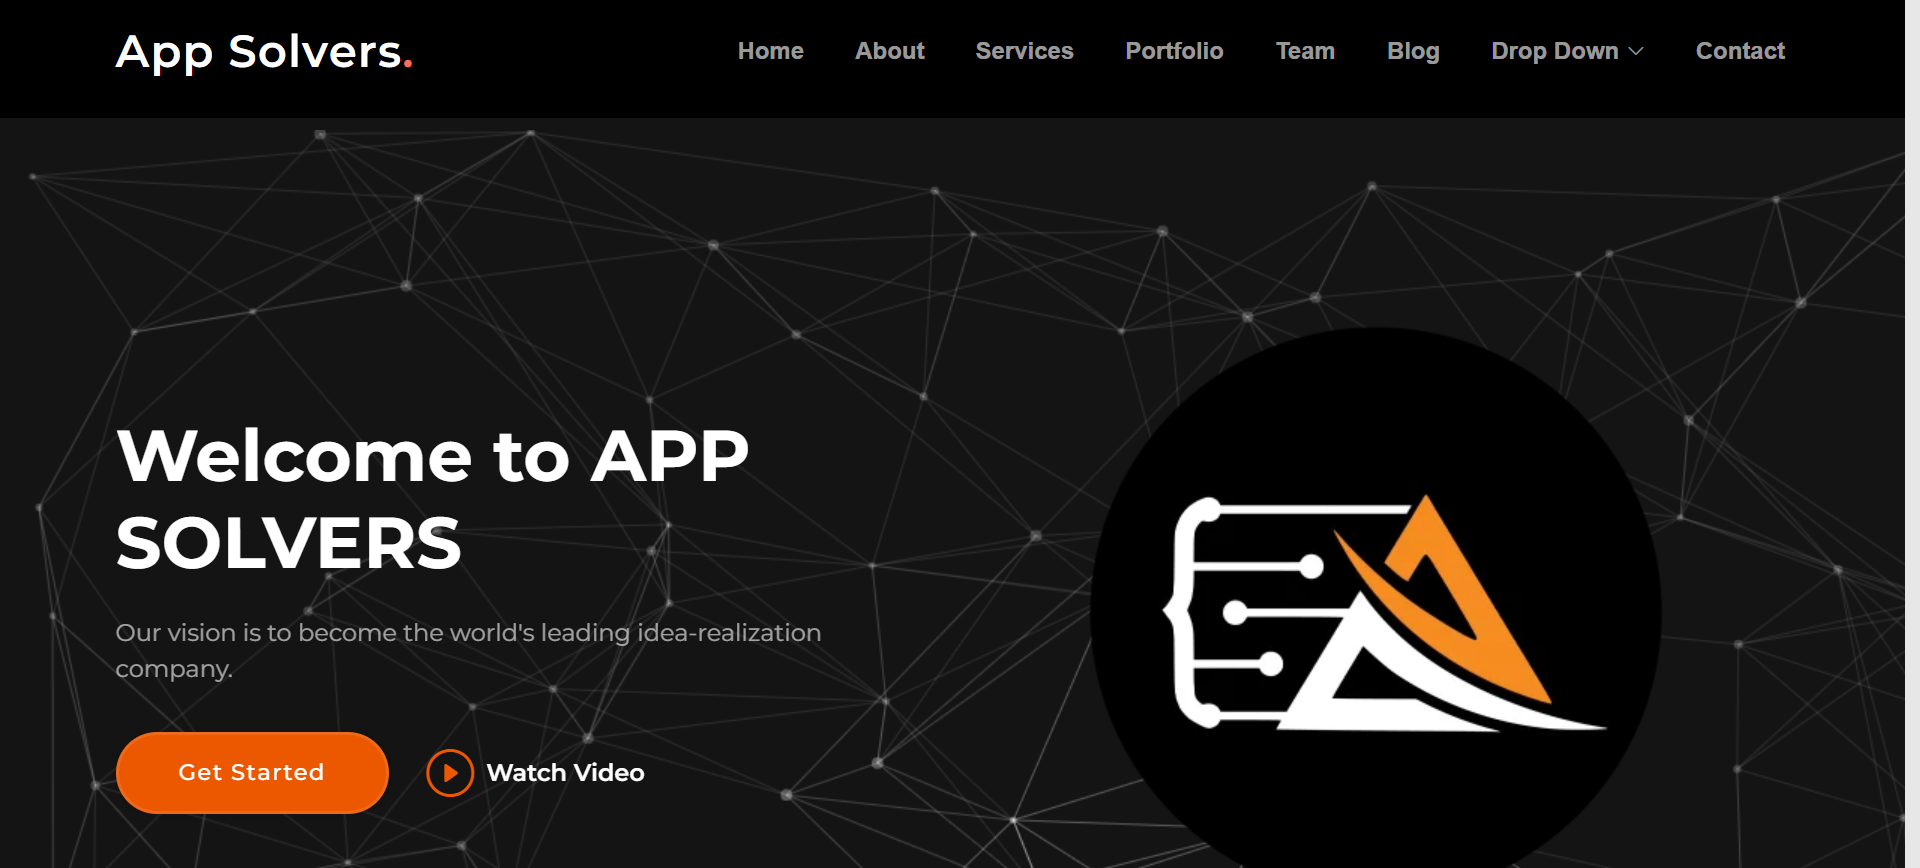 App Solvers.
Home About Services Portfolio Team Blog Drop Down Contact
Welcome to APP
SOLVERS
Our vision is to become the world's leading idea-realization
company.
Get Started
Watch Video